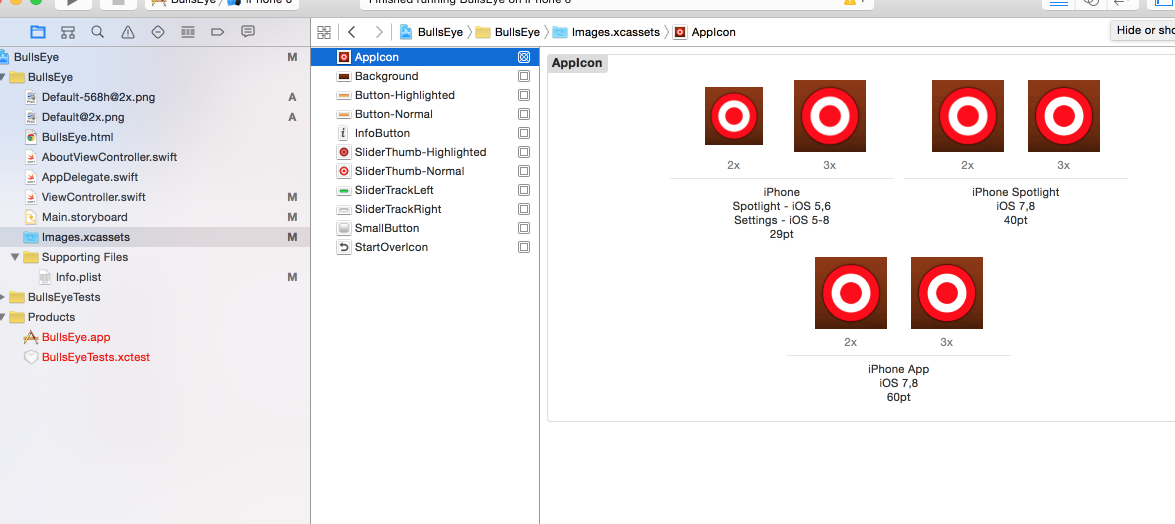 BullsEye iPhone 6
Finished running BullsEye on iPhone 6
BullsEye BullsEye Images.xcassets AppIcon
Hide or sho
BullsEye M
BullsEye
Default-568h@2x.png A
Default@2x.png A
BullsEye.html
AboutViewController.swift
AppDelegate.swift
ViewController.swift M
Main.storyboard M
Images.xcassets M
Supporting Files
Info.plist M
BullsEyeTests
Products
BullsEye.app
BullsEyeTests.xctest
AppIcon
Background
Button-Highlighted
Button-Normal
InfoButton
SliderThumb-Highlighted
SliderThumb-Normal
SliderTrackLeft
SliderTrackRight
SmallButton
StartOverIcon
AppIcon
2x 3x
iPhone
Spotlight - iOS 5,6
Settings - iOS 5-8
29pt
2x 3x
iPhone Spotlight
iOS 7,8
40pt
2x 3x
iPhone App
iOS 7,8
60pt